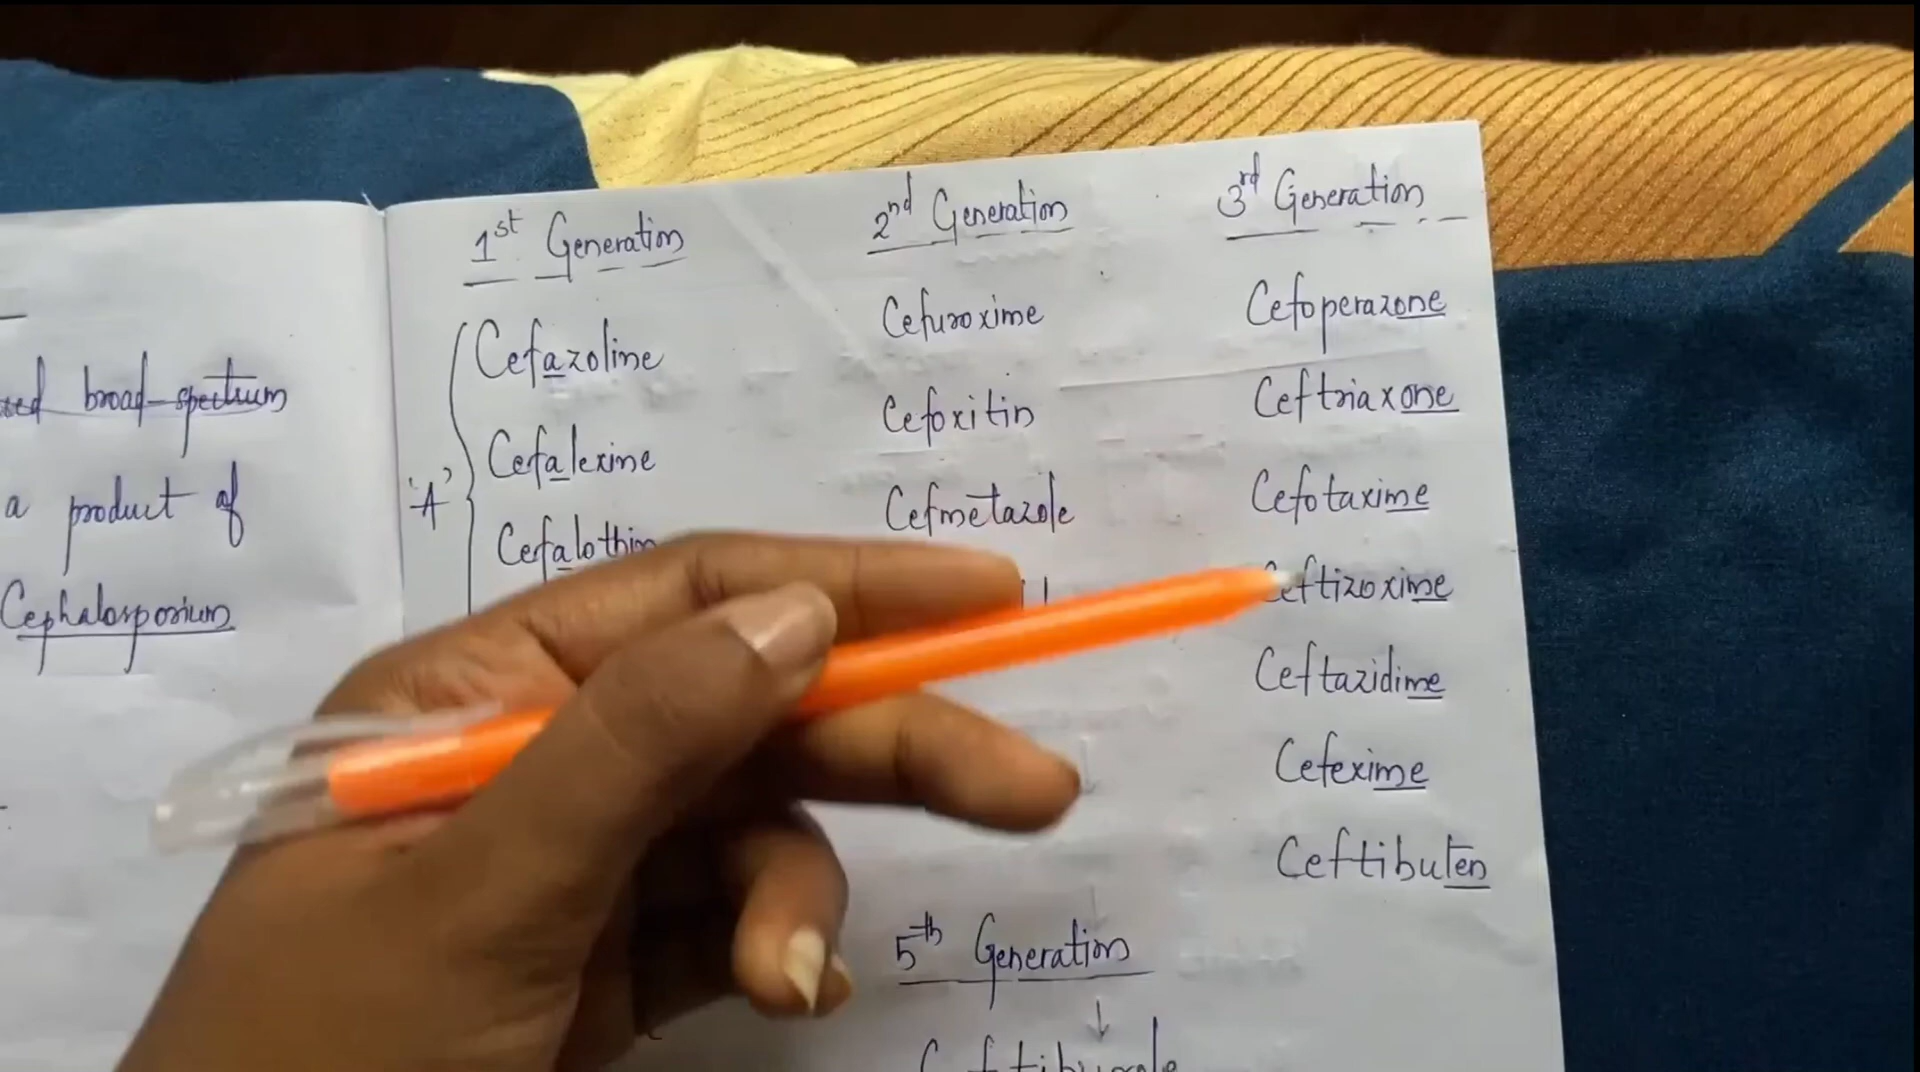 broad-spectrum
a product of
Cephalosporium
1st Generation
Cefazoline
Cefalexine
'A'
Cefalothin
2nd Generation
Cefuroxime
Cefoxitin
Cefmetazole
3rd Generation
Cefoperazone
Ceftriaxone
Cefotaxime
Ceftizoxime
Ceftazidime
Cefexime
Ceftibuten
5th Generation